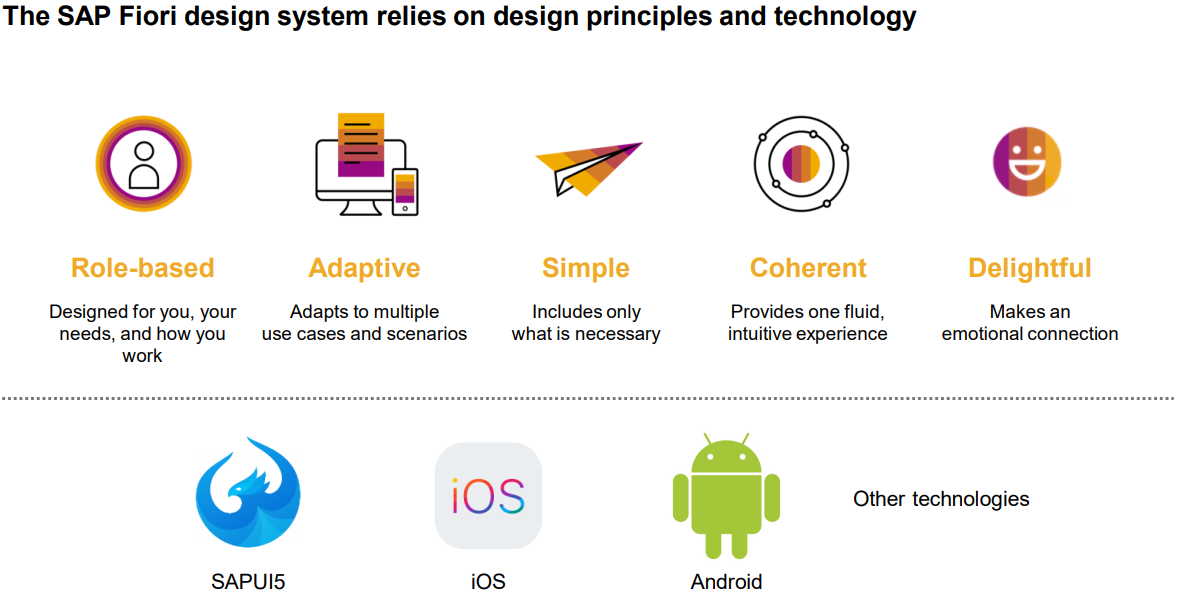 The SAP Fiori design system relies on design principles and technology
Role-based
Designed for you, your
needs, and how you
work
Adaptive
Adapts to multiple
use cases and scenarios
Simple
Includes only
what is necessary
Coherent
Provides one fluid,
intuitive experience
Delightful
Makes an
emotional connection
SAPUI5
iOS
iOS
Android
Other technologies